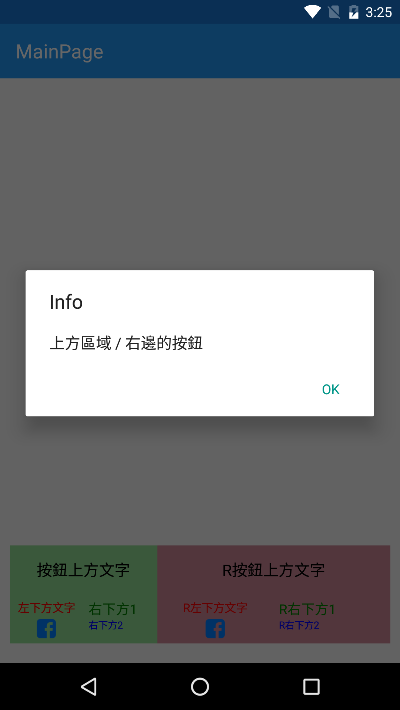 3:25
MainPage
Info
上方區域 / 右邊的按鈕
OK
按鈕上方文字
R按鈕上方文字
左下方文字
右下方1
R左下方文字
R右下方1
右下方2
R右下方2